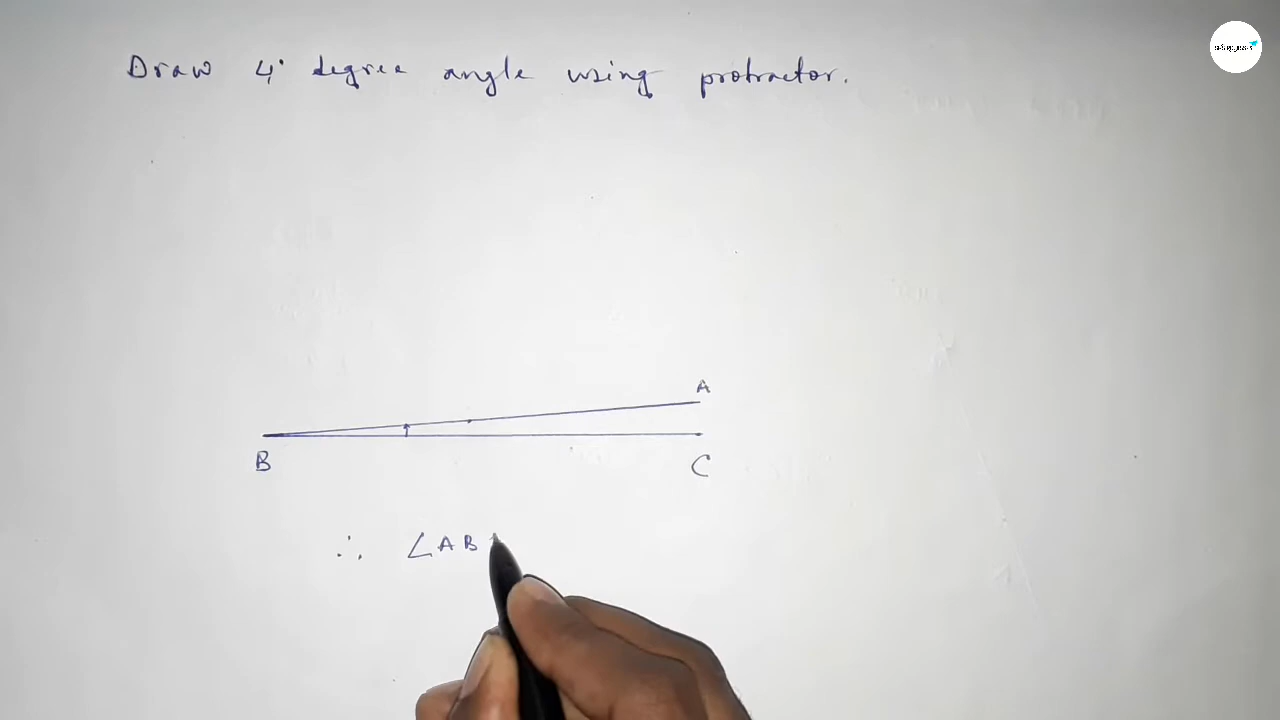 Draw 4° degree angle using protractor.
A
B
C
∴ ∠AB